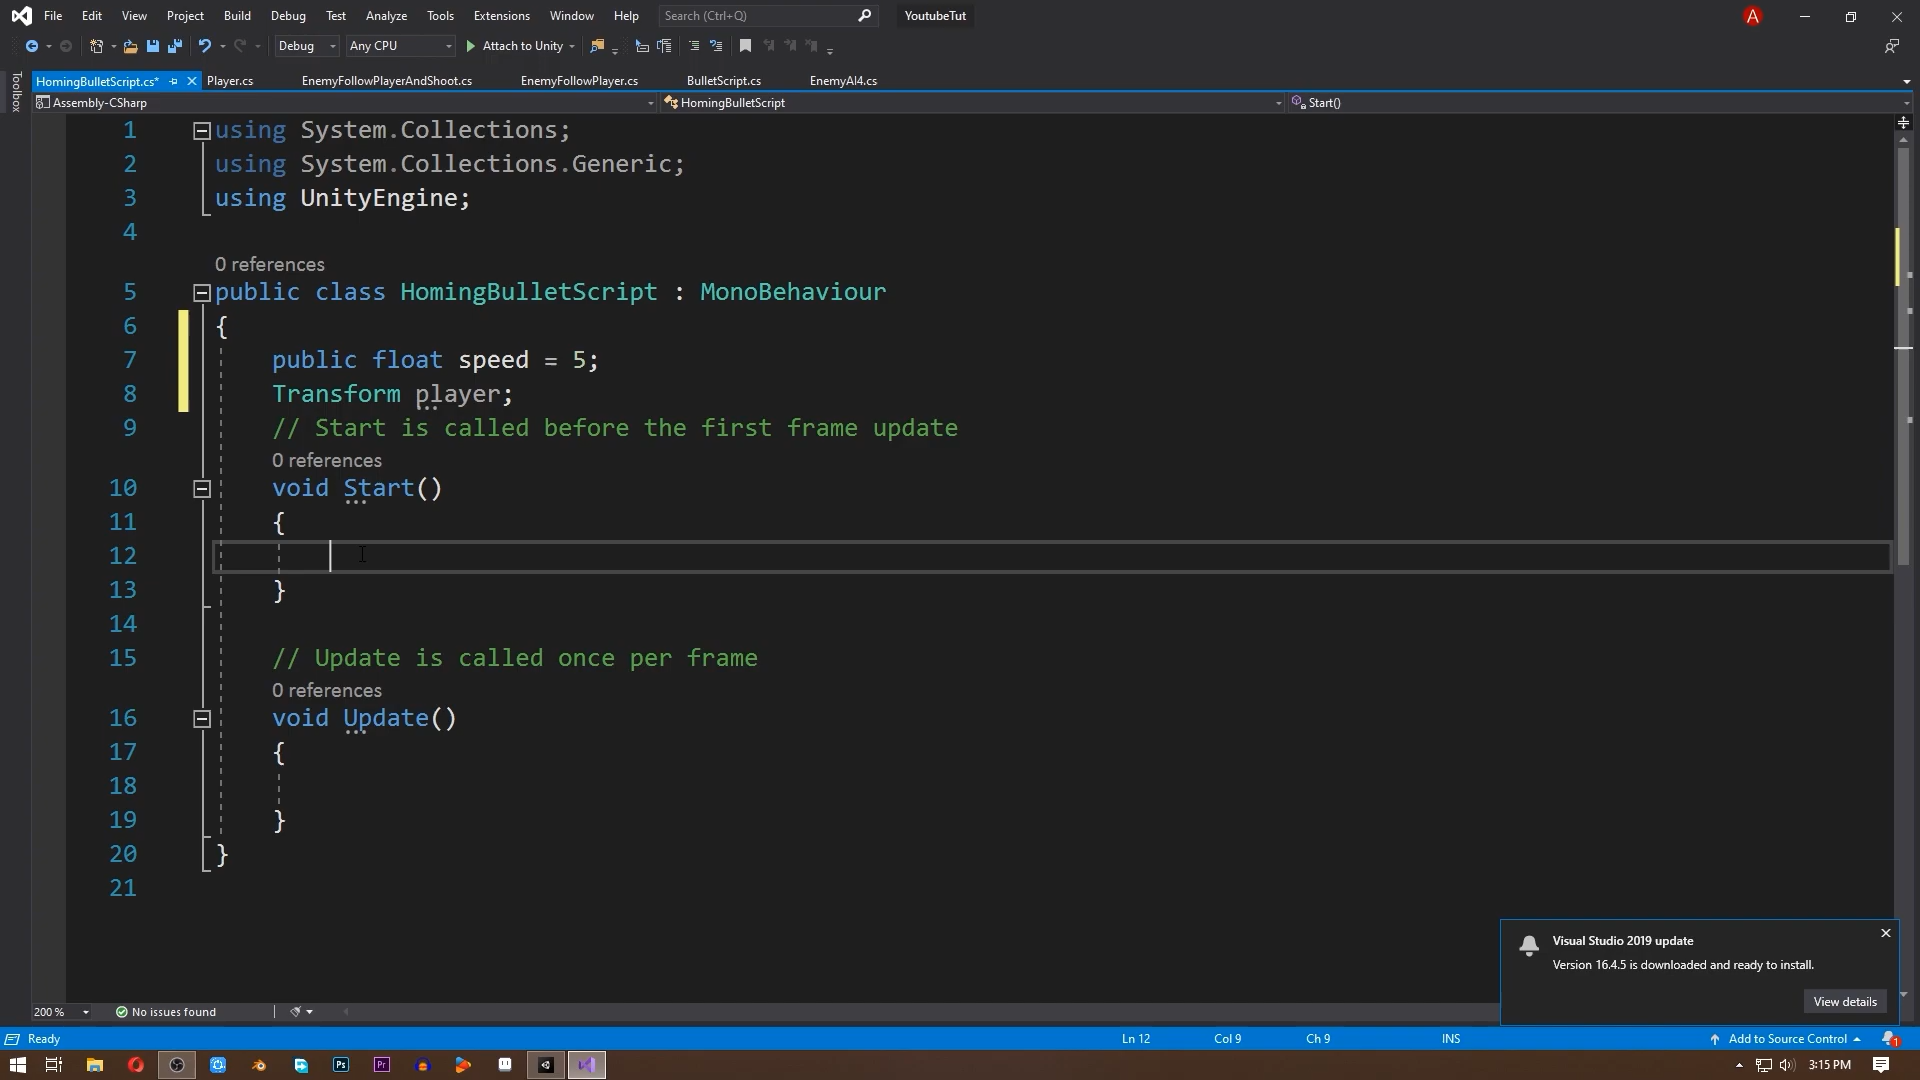 File Edit View Project Build Debug Test Analyze Tools Extensions Window Help Search (Ctrl+Q) YoutubeTut A
Debug Any CPU Attach to Unity
Toolbox
HomingBulletScript.cs* Player.cs EnemyFollowPlayerAndShoot.cs EnemyFollowPlayer.cs BulletScript.cs EnemyAI4.cs
Assembly-CSharp HomingBulletScript Start()
1 using System.Collections;
2 using System.Collections.Generic;
3 using UnityEngine;
4
0 references
5 public class HomingBulletScript : MonoBehaviour
6 {
7 public float speed = 5;
8 Transform player;
9 // Start is called before the first frame update
0 references
10 void Start()
11 {
12
13 }
14
15 // Update is called once per frame
0 references
16 void Update()
17 {
18
19 }
20 }
21
Visual Studio 2019 update
Version 16.4.5 is downloaded and ready to install.
View details
200 % No issues found
Ready Ln 12 Col 9 Ch 9 INS Add to Source Control 1
Ps Pr 3:15 PM